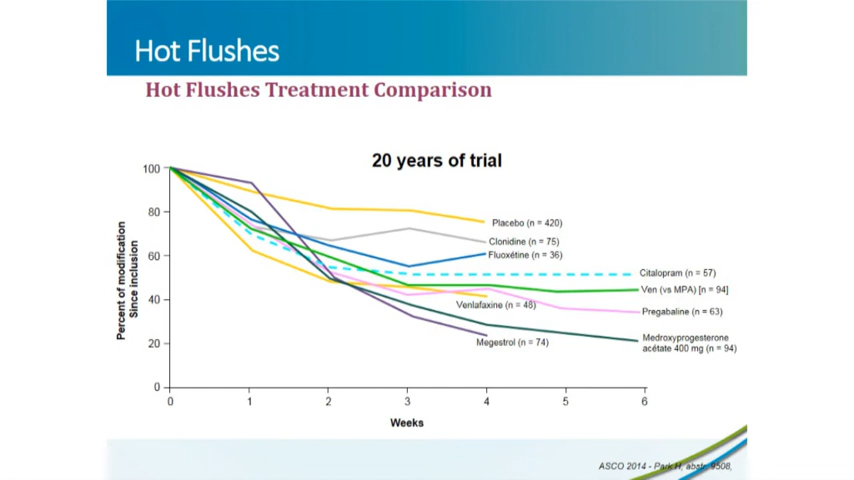 Hot Flushes
Hot Flushes Treatment Comparison
20 years of trial
Percent of modification
Since inclusion
100
80
60
40
20
0
Placebo (n = 420)
Clonidine (n = 75)
Fluoxétine (n = 36)
Citalopram (n = 57)
Ven (vs MPA) [n = 94]
Venlafaxine (n = 48)
Pregabaline (n = 63)
Megestrol (n = 74)
Medroxyprogesterone
acétate 400 mg (n = 94)
0 1 2 3 4 5 6
Weeks
ASCO 2014 - Park H, abstr. 9508,